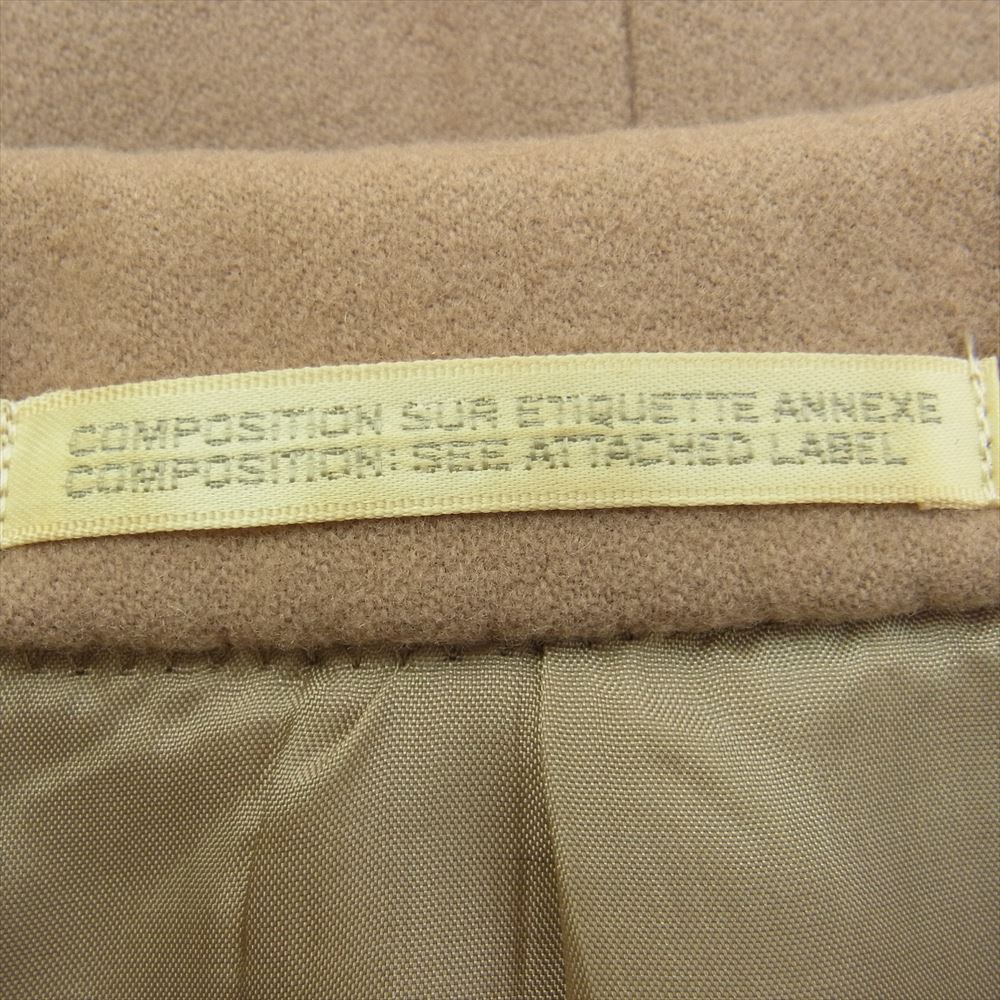 COMPOSITION SUR ETIQUETTE ANNEXE
COMPOSITION: SEE ATTACHED LABEL